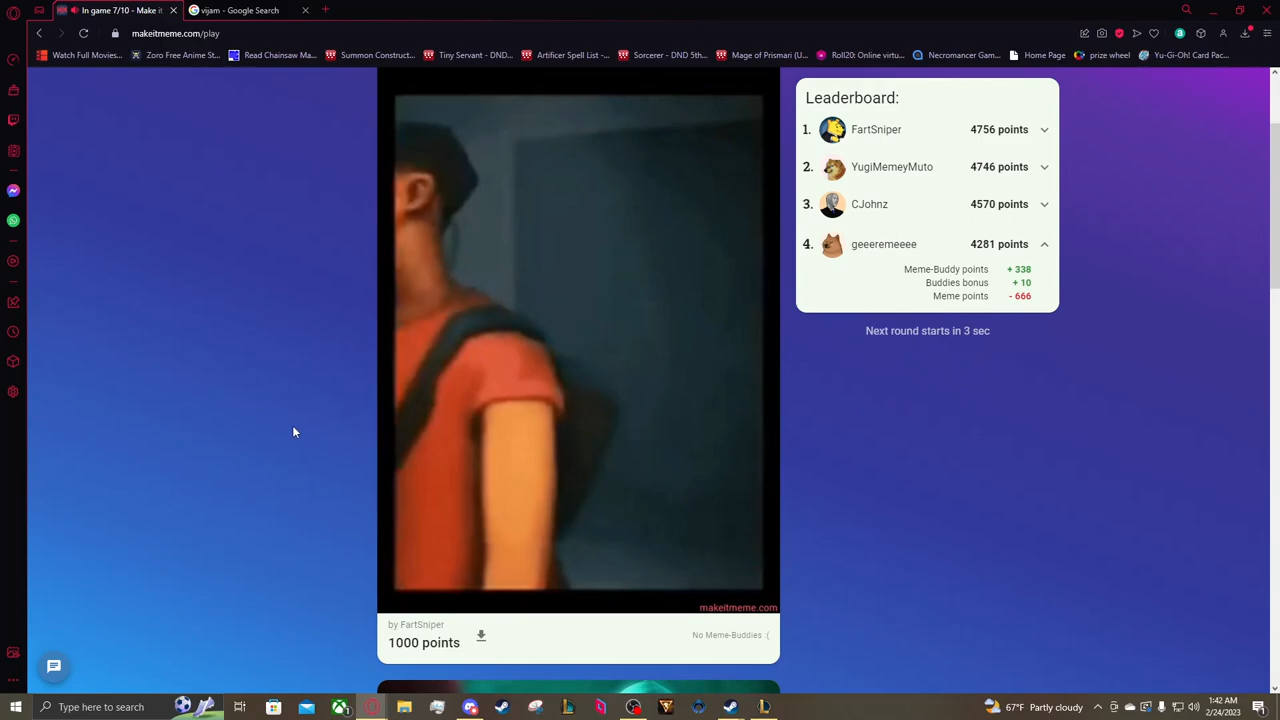 In game 7/10 - Make it
vijam - Google Search
makeitmeme.com/play
Watch Full Movies...
Zoro Free Anime St...
Read Chainsaw Ma...
Summon Construct...
Tiny Servant - DND...
Artificer Spell List -...
Sorcerer - DND 5th...
Mage of Prismari (U...
Roll20: Online virtu...
Necromancer Gam...
Home Page
prize wheel
Yu-Gi-Oh! Card Pac...
Leaderboard:
1. FartSniper 4756 points
2. YugiMemeyMuto 4746 points
3. CJohnz 4570 points
4. geeeremeeee 4281 points
Meme-Buddy points + 338
Buddies bonus + 10
Meme points - 666
Next round starts in 3 sec
makeitmeme.com
by FartSniper
1000 points
No Meme-Buddies :(
Type here to search
67°F Partly cloudy
1:42 AM
2/24/2023